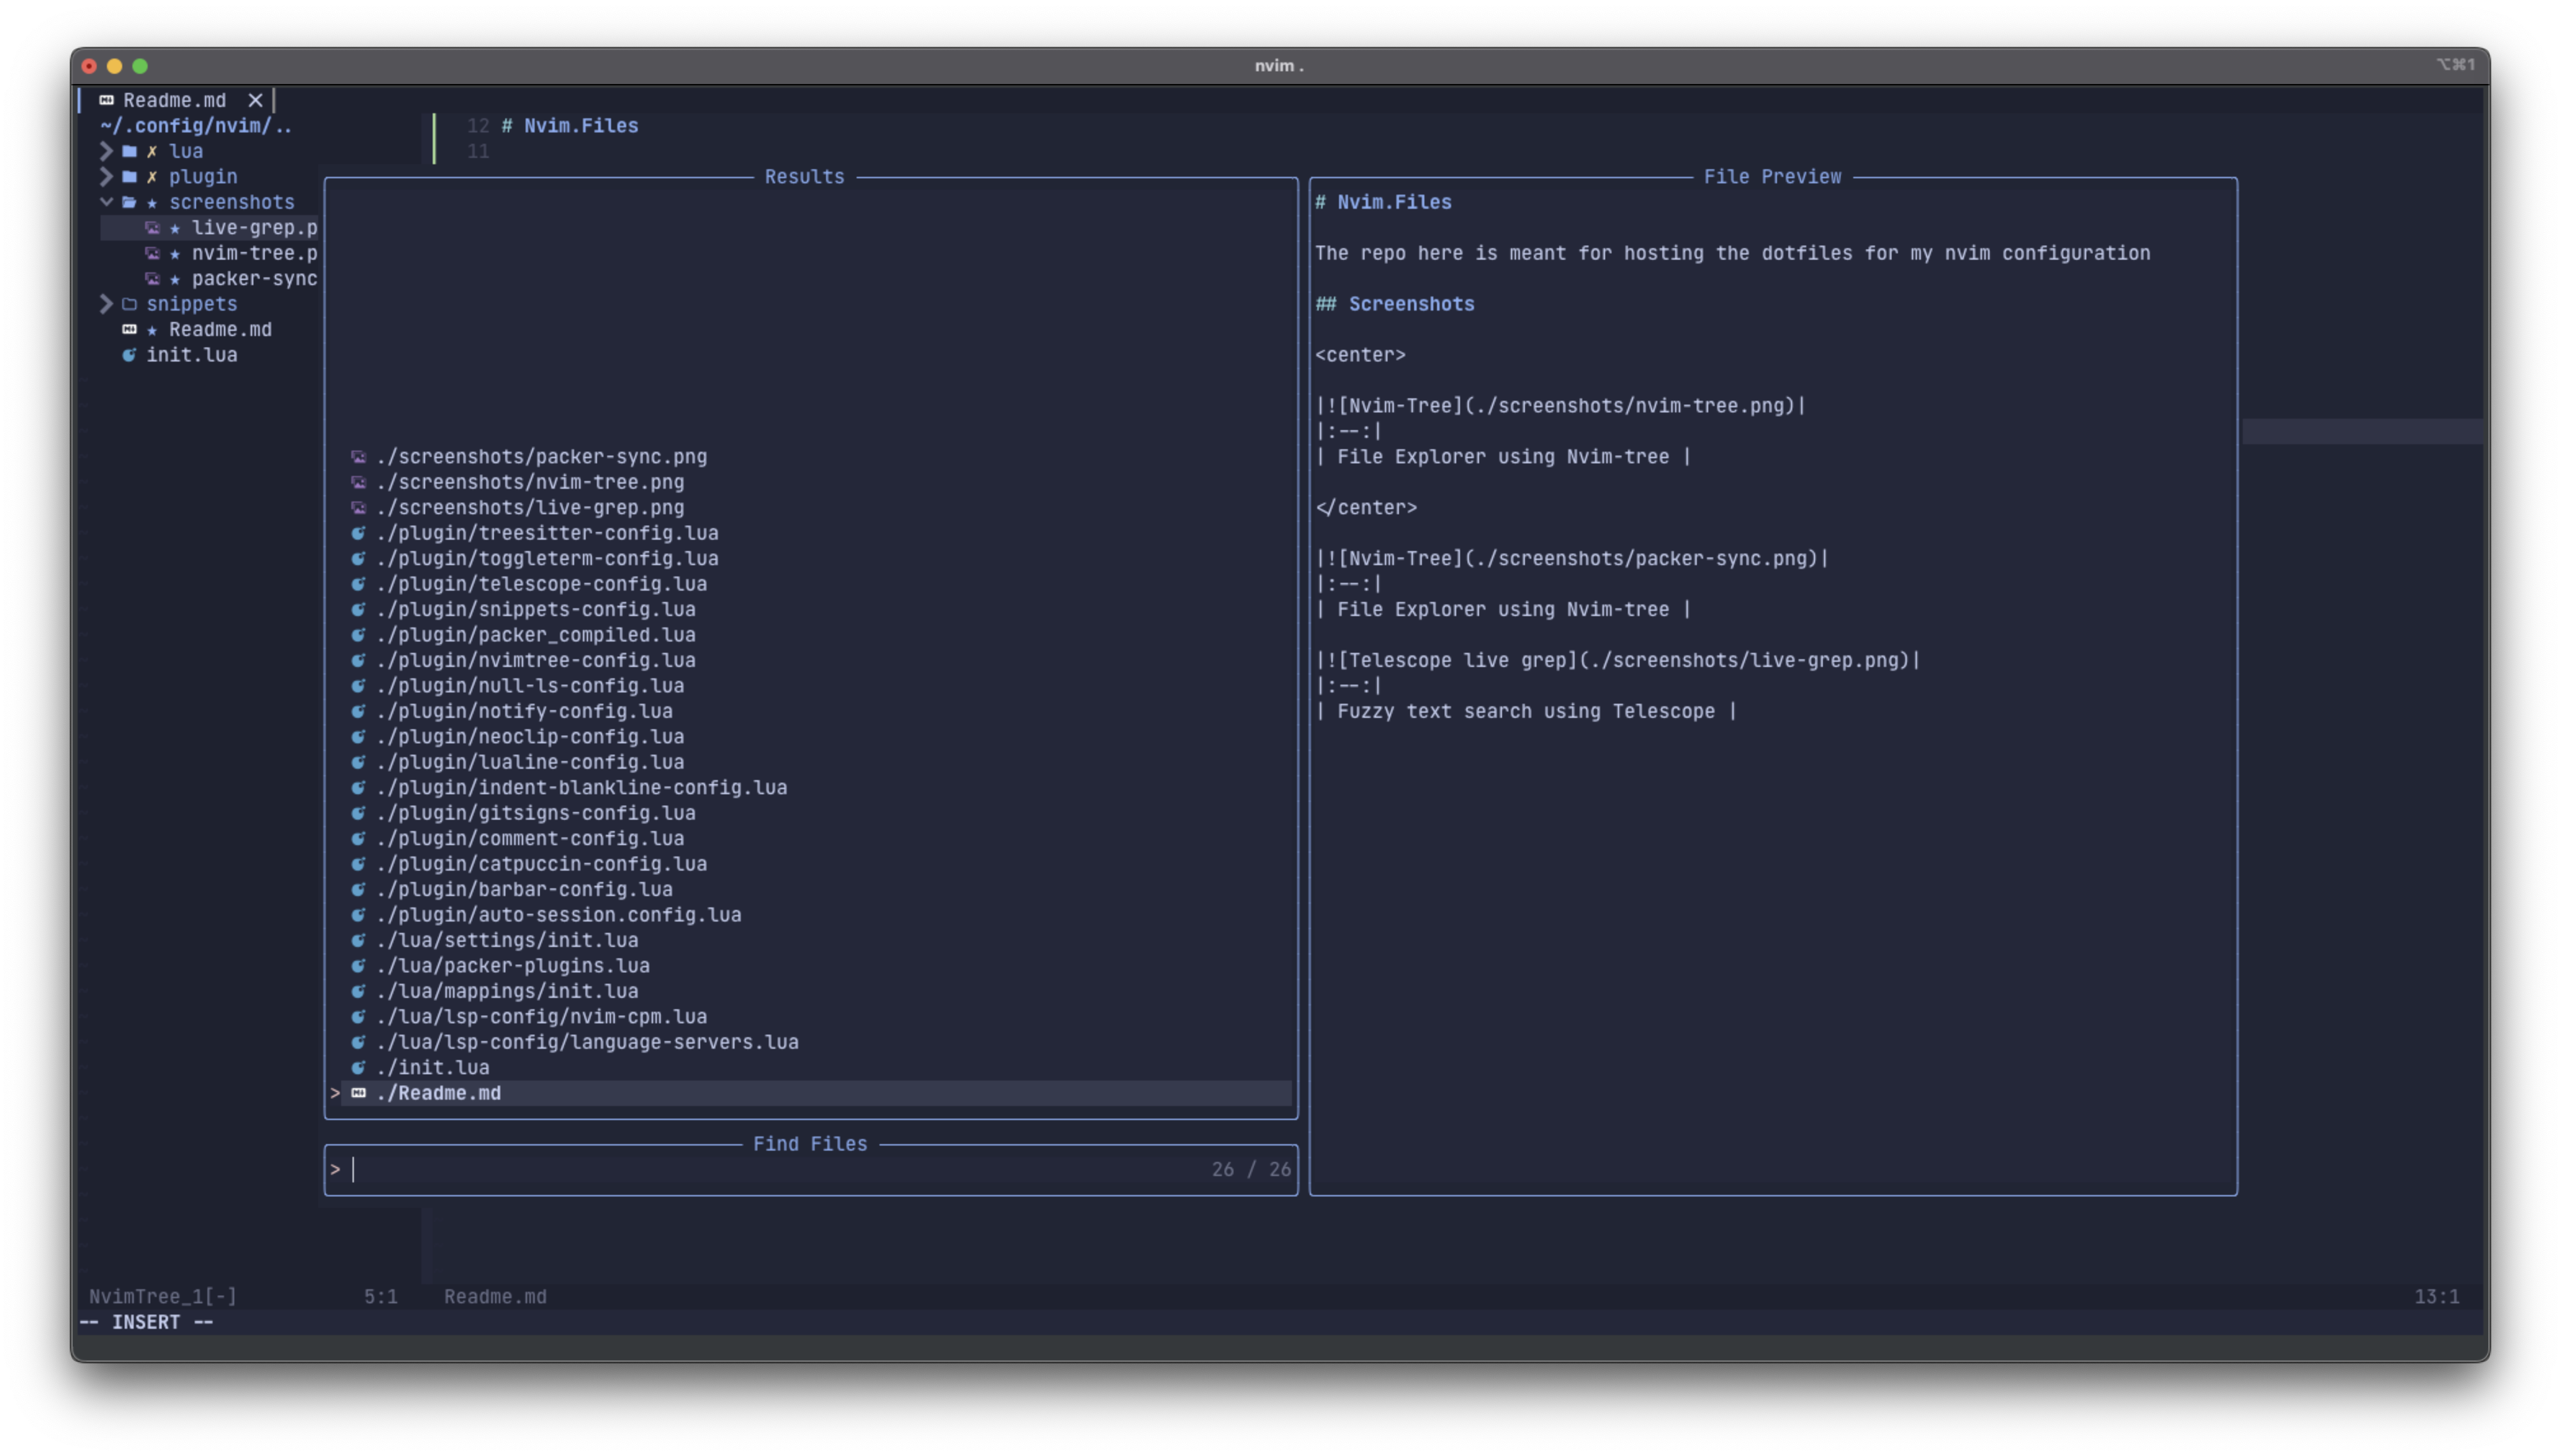 nvim .
⌥⌘1
Readme.md
~/.config/nvim/..
✗ lua
✗ plugin
★ screenshots
★ live-grep.p
★ nvim-tree.p
★ packer-sync
snippets
★ Readme.md
init.lua
12 # Nvim.Files
11
Results
./screenshots/packer-sync.png
./screenshots/nvim-tree.png
./screenshots/live-grep.png
./plugin/treesitter-config.lua
./plugin/toggleterm-config.lua
./plugin/telescope-config.lua
./plugin/snippets-config.lua
./plugin/packer_compiled.lua
./plugin/nvimtree-config.lua
./plugin/null-ls-config.lua
./plugin/notify-config.lua
./plugin/neoclip-config.lua
./plugin/lualine-config.lua
./plugin/indent-blankline-config.lua
./plugin/gitsigns-config.lua
./plugin/comment-config.lua
./plugin/catpuccin-config.lua
./plugin/barbar-config.lua
./plugin/auto-session.config.lua
./lua/settings/init.lua
./lua/packer-plugins.lua
./lua/mappings/init.lua
./lua/lsp-config/nvim-cpm.lua
./lua/lsp-config/language-servers.lua
./init.lua
> ./Readme.md
Find Files
>
26 / 26
File Preview
# Nvim.Files
The repo here is meant for hosting the dotfiles for my nvim configuration
## Screenshots
<center>
|![Nvim-Tree](./screenshots/nvim-tree.png)|
|:--:|
| File Explorer using Nvim-tree |
</center>
|![Nvim-Tree](./screenshots/packer-sync.png)|
|:--:|
| File Explorer using Nvim-tree |
|![Telescope live grep](./screenshots/live-grep.png)|
|:--:|
| Fuzzy text search using Telescope |
NvimTree_1[-] 5:1
Readme.md 13:1
-- INSERT --